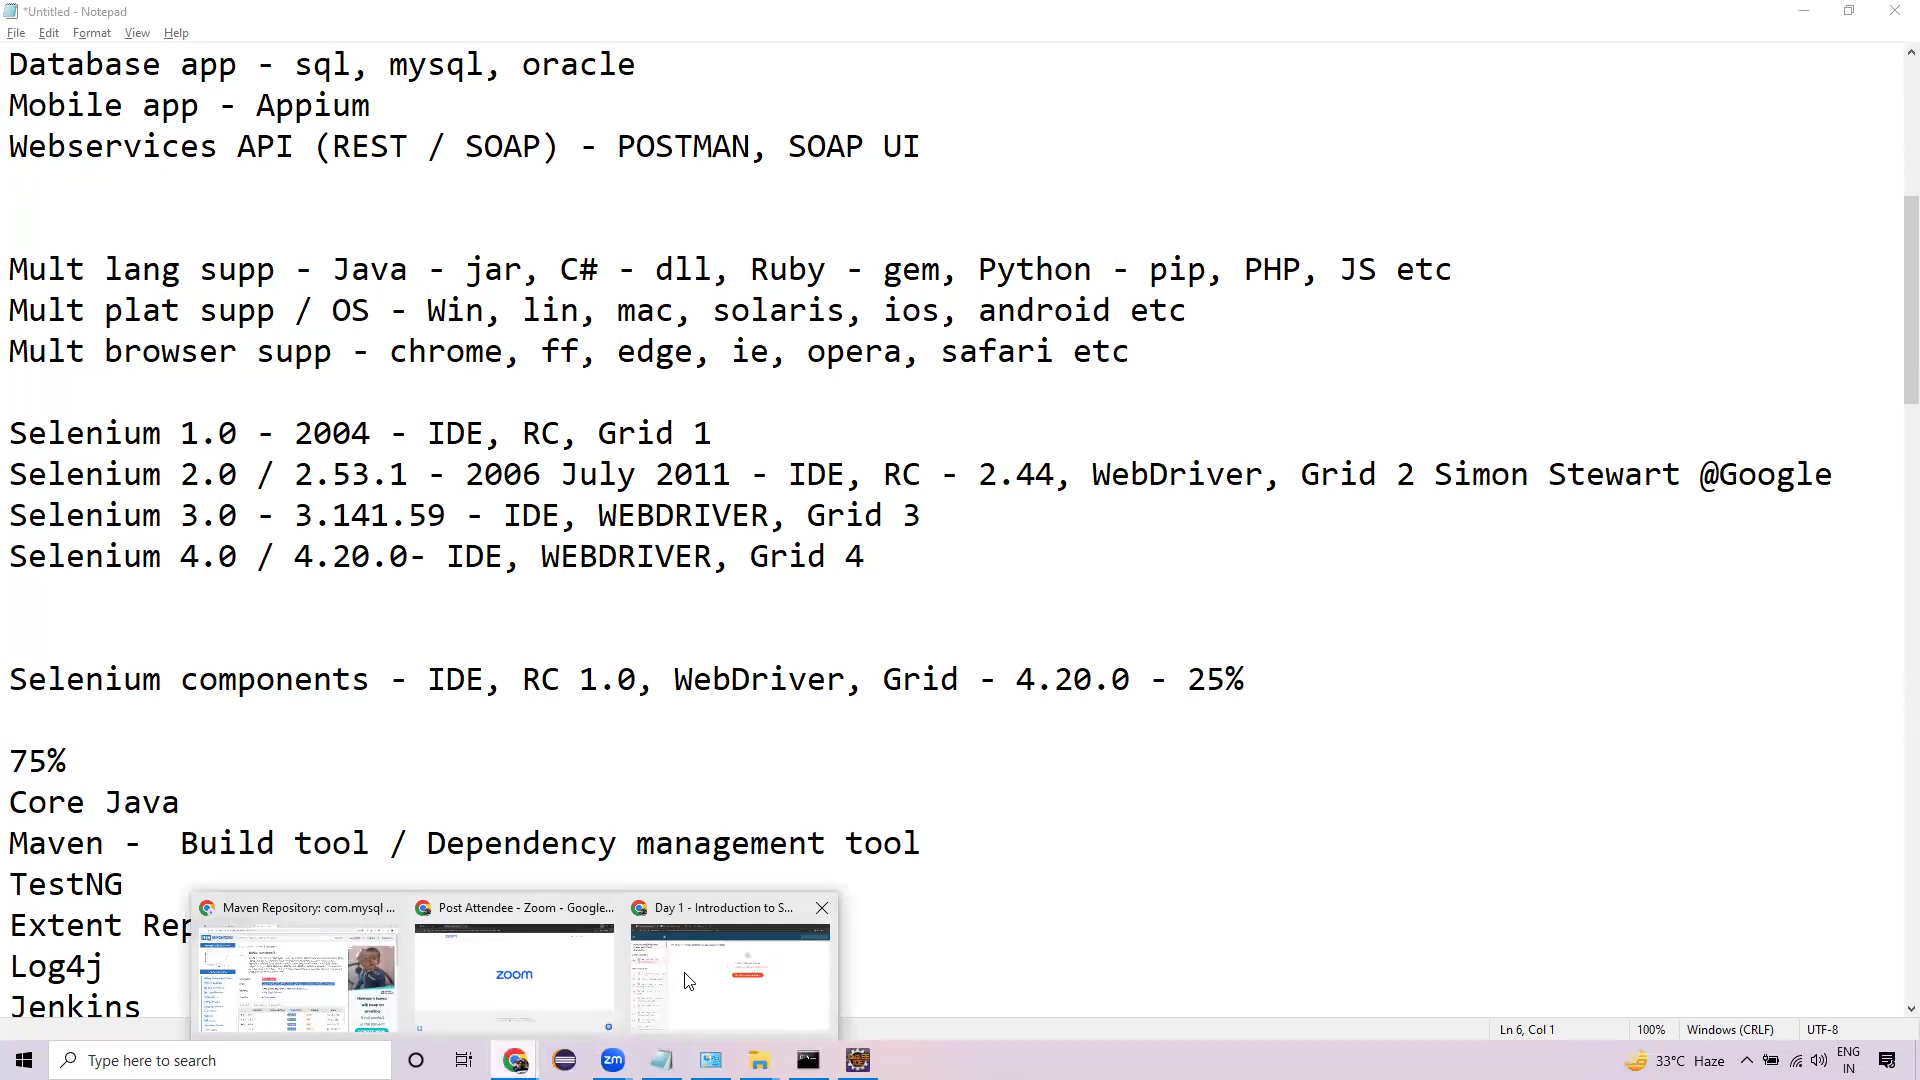 *Untitled - Notepad
File Edit Format View Help
Database app - sql, mysql, oracle
Mobile app - Appium
Webservices API (REST / SOAP) - POSTMAN, SOAP UI
Mult lang supp - Java - jar, C# - dll, Ruby - gem, Python - pip, PHP, JS etc
Mult plat supp / OS - Win, lin, mac, solaris, ios, android etc
Mult browser supp - chrome, ff, edge, ie, opera, safari etc
Selenium 1.0 - 2004 - IDE, RC, Grid 1
Selenium 2.0 / 2.53.1 - 2006 July 2011 - IDE, RC - 2.44, WebDriver, Grid 2 Simon Stewart @Google
Selenium 3.0 - 3.141.59 - IDE, WEBDRIVER, Grid 3
Selenium 4.0 / 4.20.0- IDE, WEBDRIVER, Grid 4
Selenium components - IDE, RC 1.0, WebDriver, Grid - 4.20.0 - 25%
75%
Core Java
Maven -  Build tool / Dependency management tool
TestNG
Extent Rep
Log4j
Jenkins
Maven Repository: com.mysql ...
Post Attendee - Zoom - Google...
Day 1 - Introduction to S...
zoom
Ln 6, Col 1
100%
Windows (CRLF)
UTF-8
Type here to search
zm
33°C Haze
ENG
IN